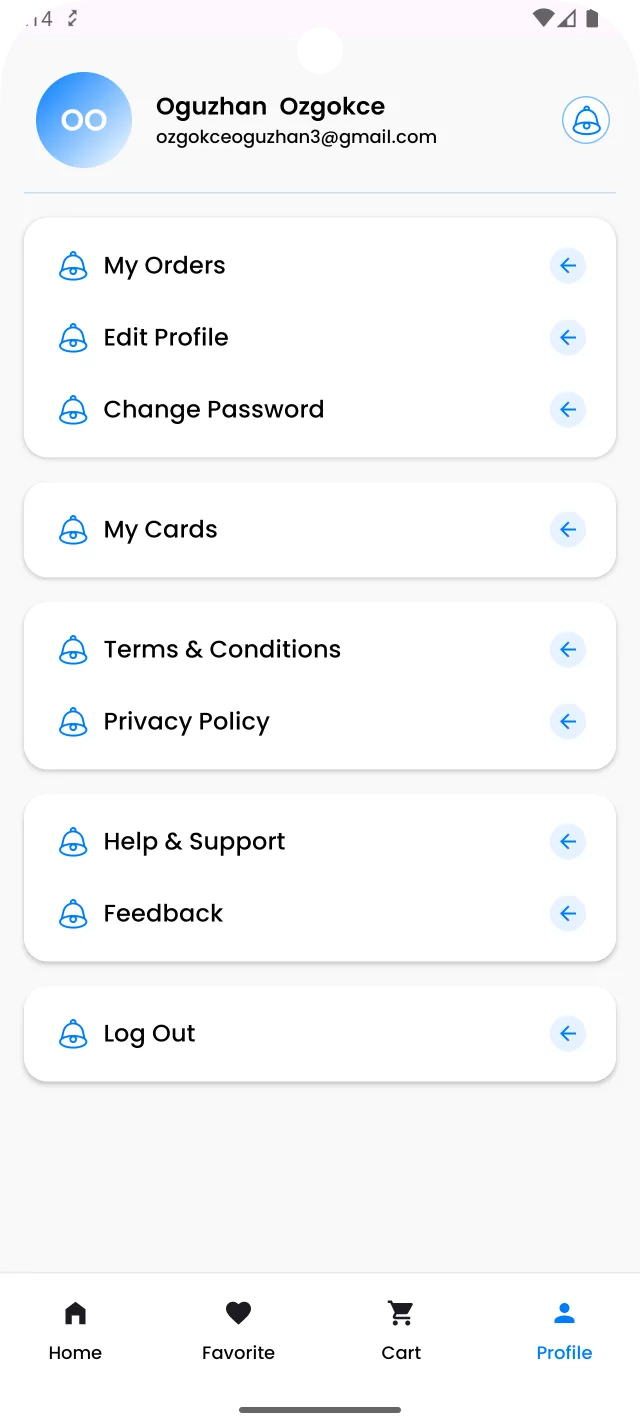 OO
Oguzhan  Ozgokce
ozgokceoguzhan3@gmail.com
My Orders
Edit Profile
Change Password
My Cards
Terms & Conditions
Privacy Policy
Help & Support
Feedback
Log Out
Home
Favorite
Cart
Profile